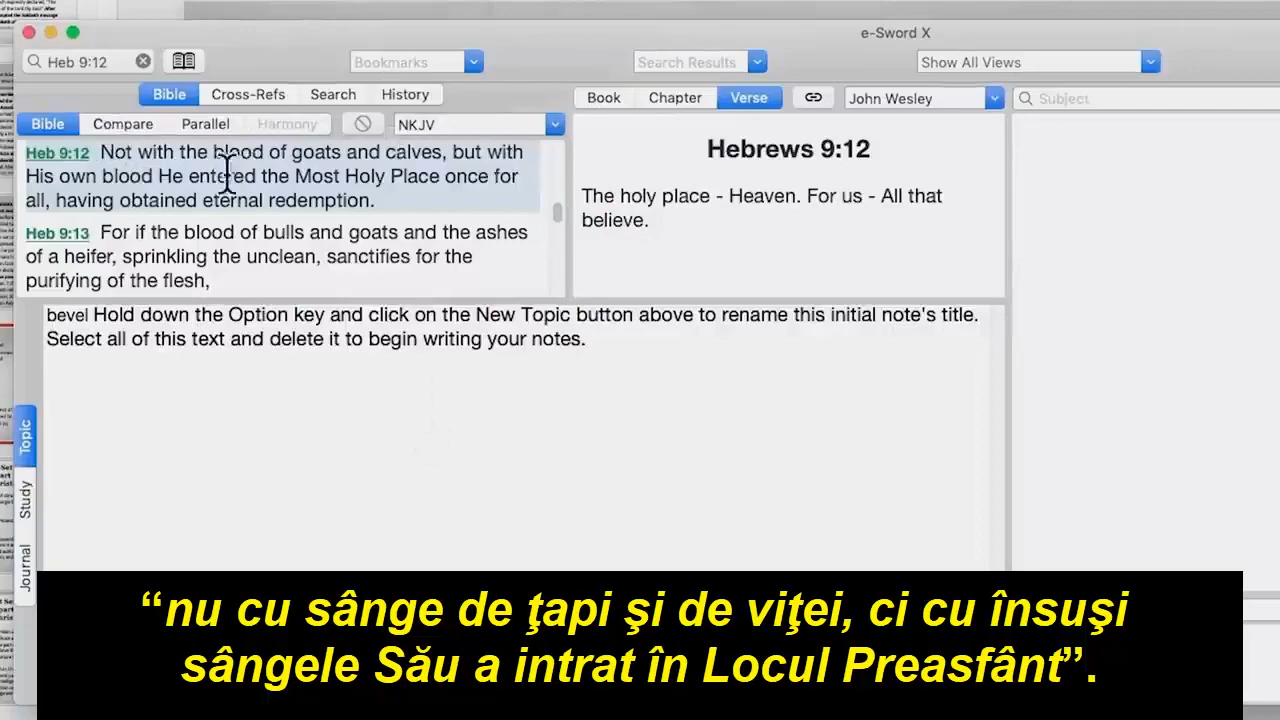 e-Sword X
Heb 9:12
Bookmarks
Search Results
Show All Views
Bible Cross-Refs Search History
Book Chapter Verse
John Wesley
Subject
Bible Compare Parallel Harmony
NKJV
Heb 9:12 Not with the blood of goats and calves, but with
His own blood He entered the Most Holy Place once for
all, having obtained eternal redemption.
Heb 9:13 For if the blood of bulls and goats and the ashes
of a heifer, sprinkling the unclean, sanctifies for the
purifying of the flesh,
Hebrews 9:12
The holy place - Heaven. For us - All that
believe.
bevel Hold down the Option key and click on the New Topic button above to rename this initial note's title.
Select all of this text and delete it to begin writing your notes.
Topic
Study
Journal
“nu cu sânge de ţapi şi de viţei, ci cu însuşi
sângele Său a intrat în Locul Preasfânt”.